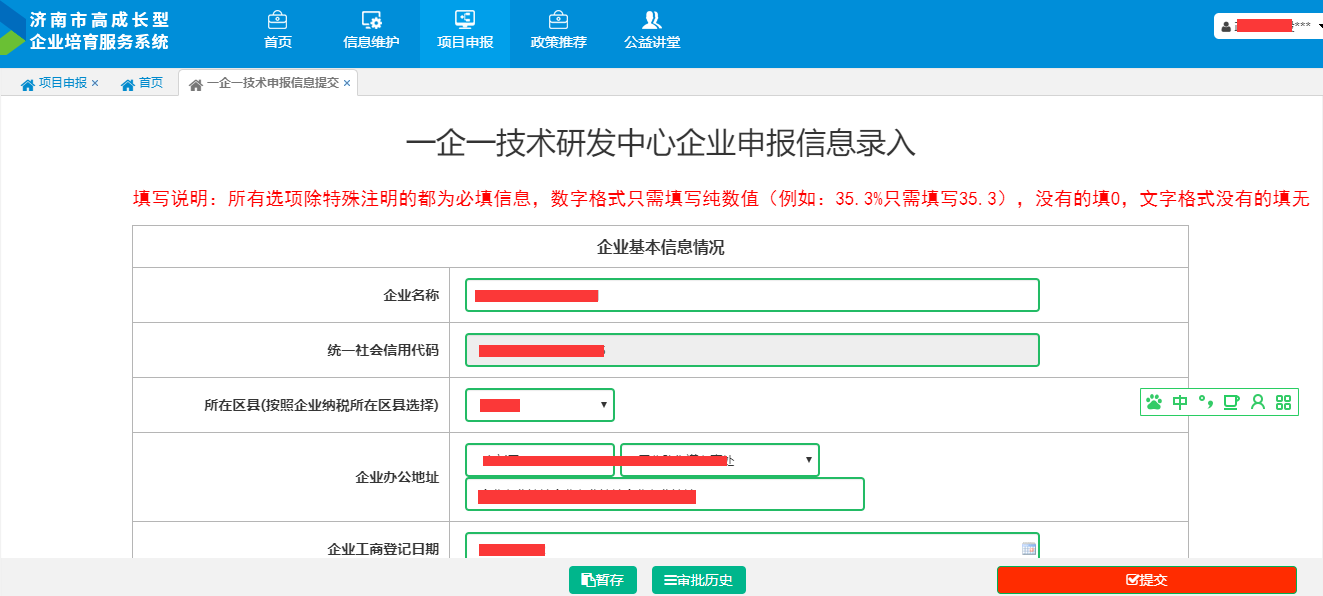 济南市高成长型
企业培育服务系统
首页
信息维护
项目申报
政策推荐
公益讲堂
***
项目申报 ×
首页
一企一技术申报信息提交 ×
一企一技术研发中心企业申报信息录入
填写说明：所有选项除特殊注明的都为必填信息，数字格式只需填写纯数值（例如：35.3%只需填写35.3），没有的填0，文字格式没有的填无
企业基本信息情况
企业名称
统一社会信用代码
所在区县(按照企业纳税所在区县选择)
中
企业办公地址
企业工商登记日期
暂存
审批历史
提交